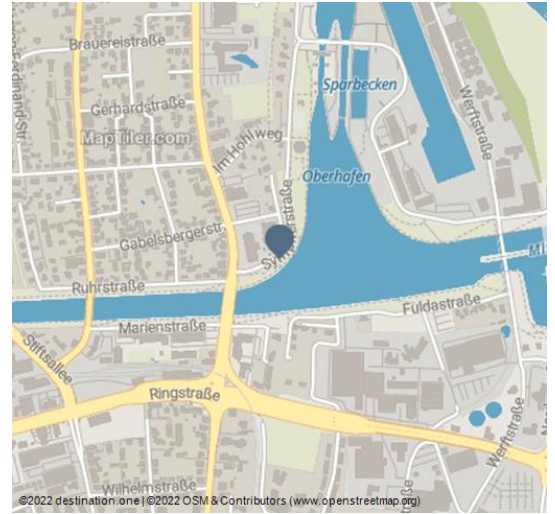 Brauereistraße
Sparbecken
Werftstraße
Gerhardstraße
MapTiler.com
Im Hohlweg
Oberhafen
Gabelsbergerstr.
Ruhrstraße
Fuldastraße
Marienstraße
Stiftsallee
Ringstraße
Werftstraße
Wilhelmstraße
©2022 destination.one | ©2022 OSM & Contributors (www.openstreetmap.org)